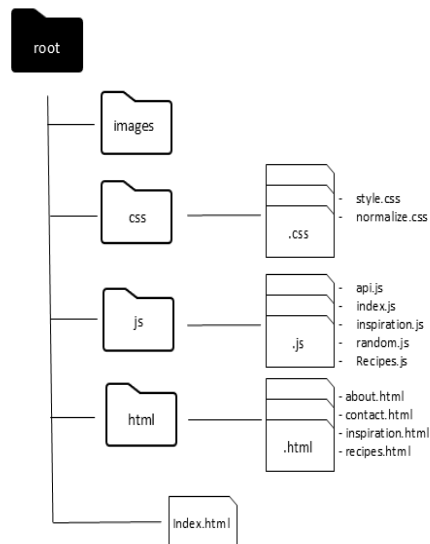 root
images
css
.css
- style.css
- normalize.css
js
.js
- api.js
- index.js
- inspiration.js
- random.js
- Recipes.js
html
.html
- about.html
- contact.html
- inspiration.html
- recipes.html
Index.html